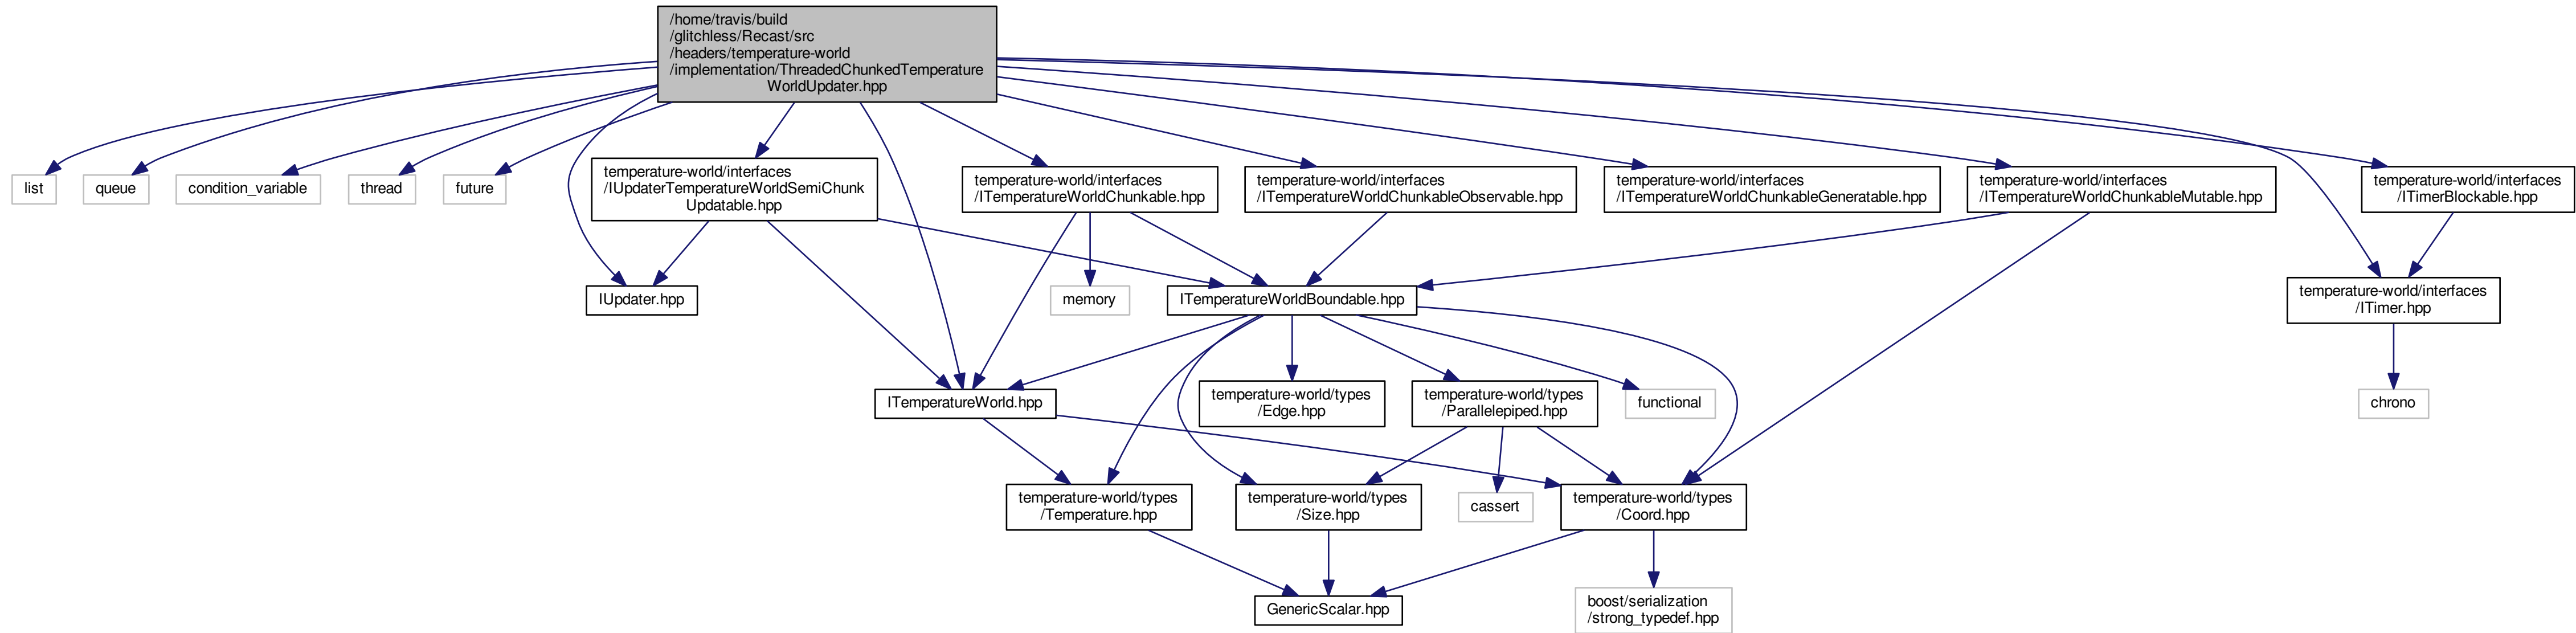 /home/travis/build
/glitchless/Recast/src
/headers/temperature-world
/implementation/ThreadedChunkedTemperature
WorldUpdater.hpp
list
queue
condition_variable
thread
future
temperature-world/interfaces
/IUpdaterTemperatureWorldSemiChunk
Updatable.hpp
temperature-world/interfaces
/ITemperatureWorldChunkable.hpp
temperature-world/interfaces
/ITemperatureWorldChunkableObservable.hpp
temperature-world/interfaces
/ITemperatureWorldChunkableGeneratable.hpp
temperature-world/interfaces
/ITemperatureWorldChunkableMutable.hpp
temperature-world/interfaces
/ITimerBlockable.hpp
IUpdater.hpp
memory
ITemperatureWorldBoundable.hpp
temperature-world/interfaces
/ITimer.hpp
ITemperatureWorld.hpp
temperature-world/types
/Edge.hpp
temperature-world/types
/Parallelepiped.hpp
functional
chrono
temperature-world/types
/Temperature.hpp
temperature-world/types
/Size.hpp
cassert
temperature-world/types
/Coord.hpp
GenericScalar.hpp
boost/serialization
/strong_typedef.hpp